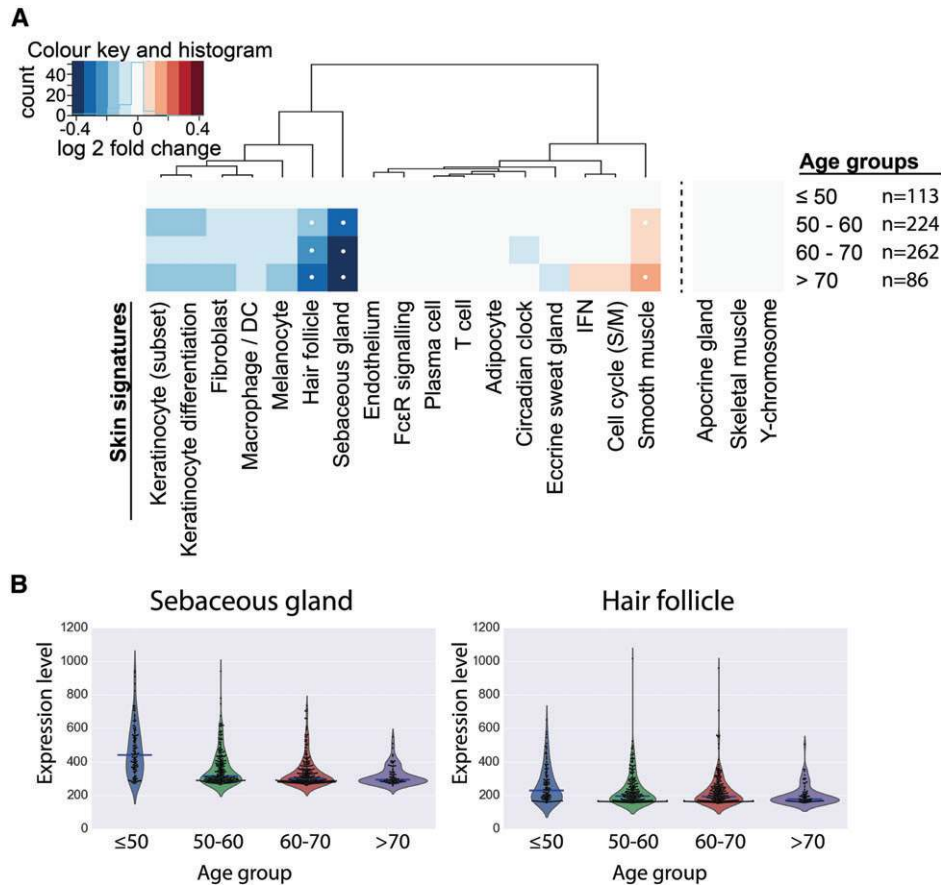 A
Colour key and histogram
count
40
20
0
-0.4
0
0.4
log 2 fold change
Age groups
≤ 50 n=113
50 - 60 n=224
60 - 70 n=262
> 70 n=86
Skin signatures
Keratinocyte (subset)
Keratinocyte differentiation
Fibroblast
Macrophage / DC
Melanocyte
Hair follicle
Sebaceous gland
Endothelium
FcεR signalling
Plasma cell
T cell
Adipocyte
Circadian clock
Eccrine sweat gland
IFN
Cell cycle (S/M)
Smooth muscle
Apocrine gland
Skeletal muscle
Y-chromosome
B
Sebaceous gland
Expression level
1200
1000
800
600
400
200
0
≤50 50-60 60-70 >70
Age group
Hair follicle
Expression level
1200
1000
800
600
400
200
0
≤50 50-60 60-70 >70
Age group